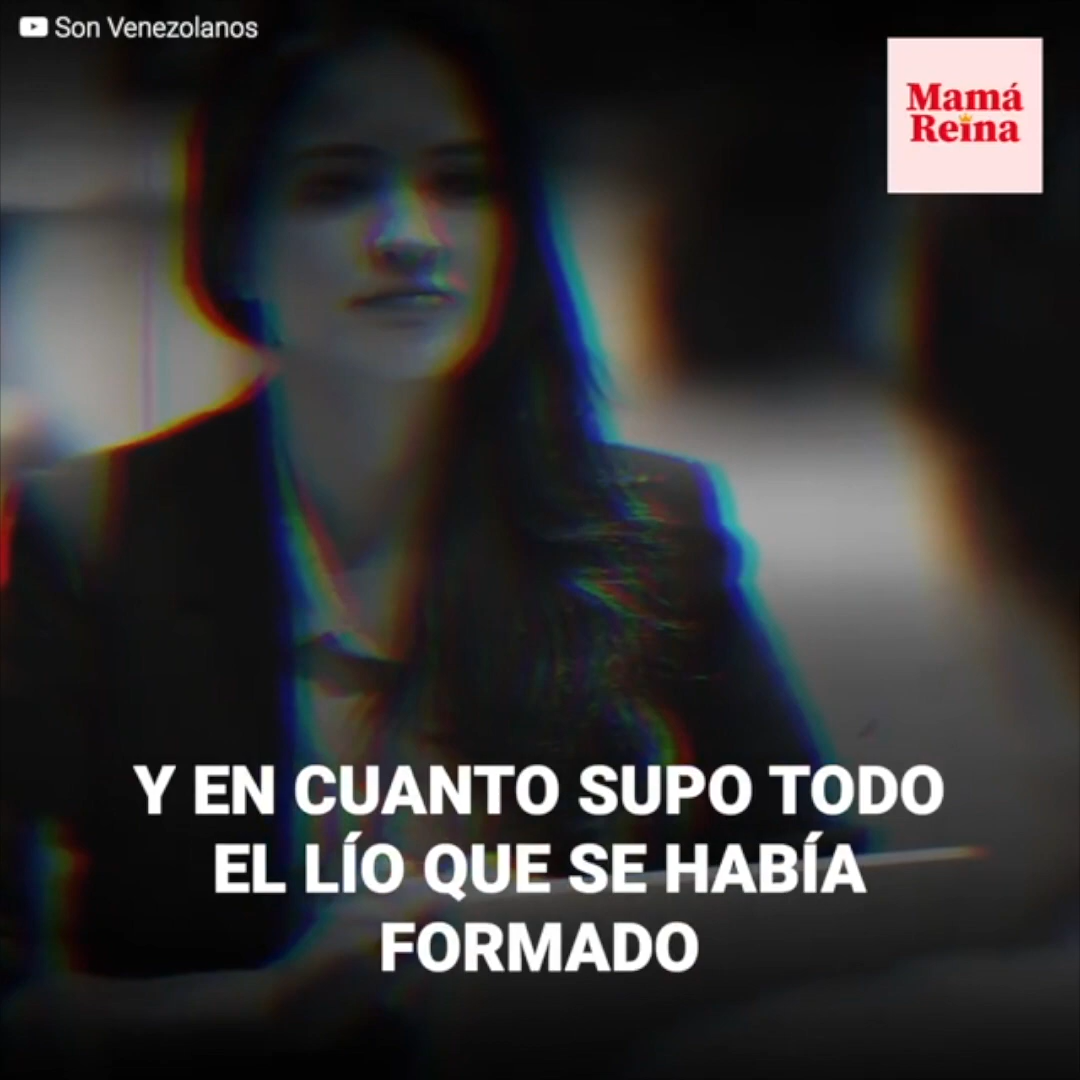 Son Venezolanos
Mamá
Reina
Y EN CUANTO SUPO TODO
EL LÍO QUE SE HABÍA
FORMADO